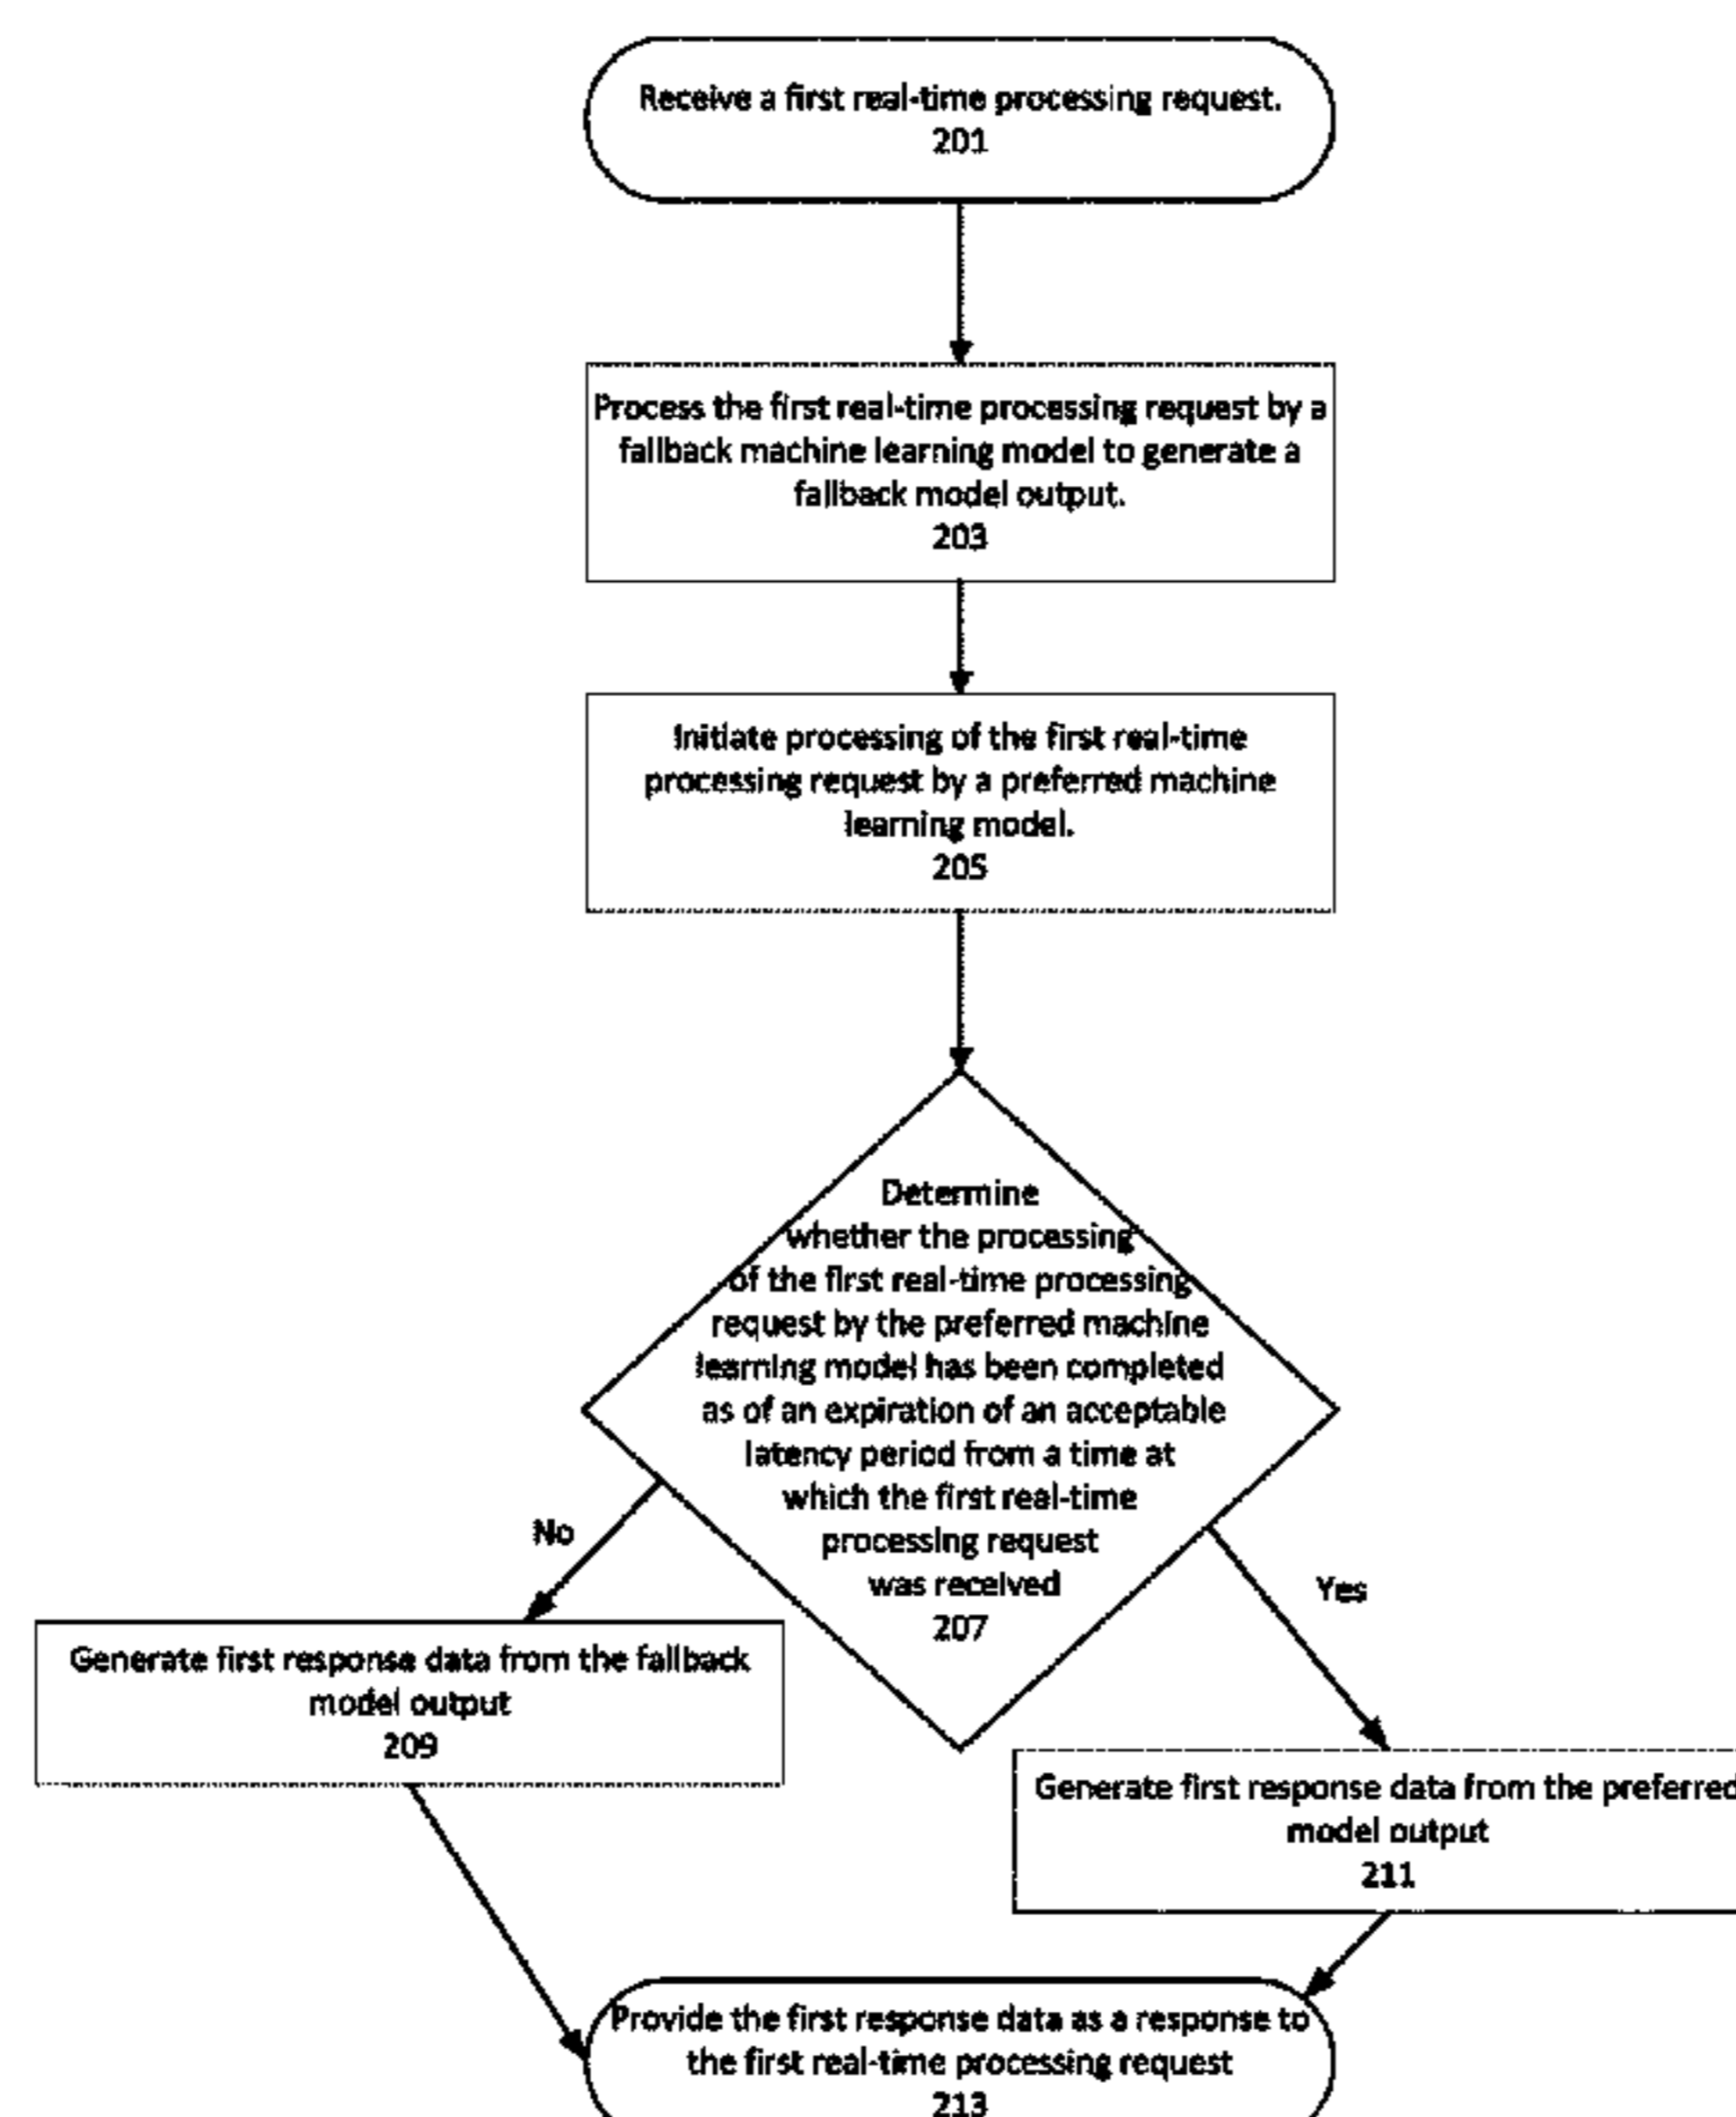 Receive a first real-time processing request.
201
Process the first real-time processing request by a
fallback machine learning model to generate a
fallback model output.
203
Initiate processing of the first real-time
processing request by a preferred machine
learning model.
205
Determine
whether the processing
of the first real-time processing
request by the preferred machine
learning model has been completed
as of an expiration of an acceptable
latency period from a time at
which the first real-time
processing request
was received
207
No
Yes
Generate first response data from the fallback
model output
209
Generate first response data from the preferred
model output
211
Provide the first response data as a response to
the first real-time processing request
213